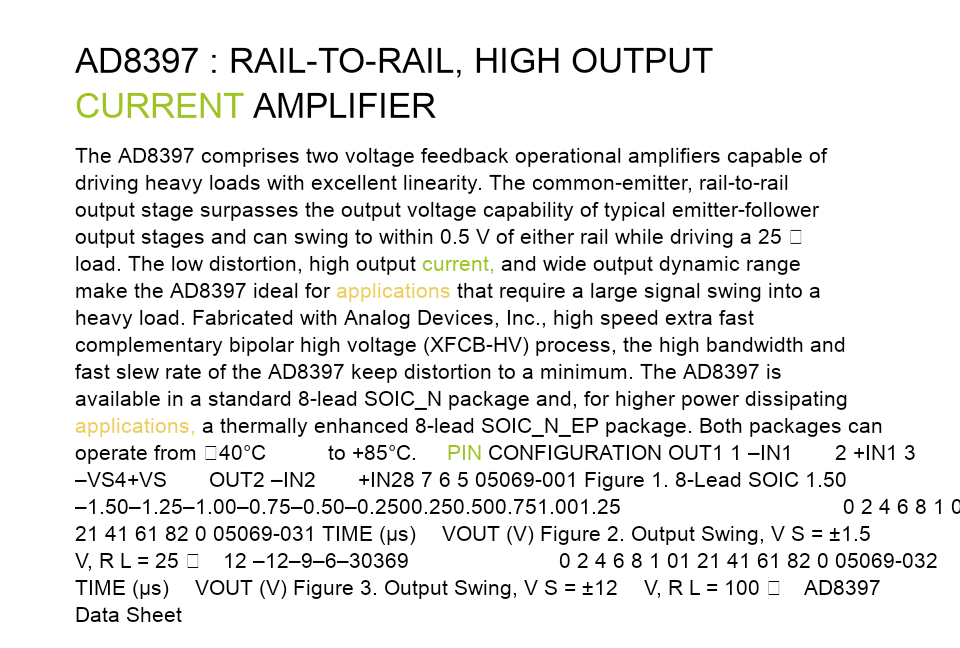 AD8397 : RAIL-TO-RAIL, HIGH OUTPUT
CURRENT AMPLIFIER
The AD8397 comprises two voltage feedback operational amplifiers capable of
driving heavy loads with excellent linearity. The common-emitter, rail-to-rail
output stage surpasses the output voltage capability of typical emitter-follower
output stages and can swing to within 0.5 V of either rail while driving a 25 
load. The low distortion, high output current, and wide output dynamic range
make the AD8397 ideal for applications that require a large signal swing into a
heavy load. Fabricated with Analog Devices, Inc., high speed extra fast
complementary bipolar high voltage (XFCB-HV) process, the high bandwidth and
fast slew rate of the AD8397 keep distortion to a minimum. The AD8397 is
available in a standard 8-lead SOIC_N package and, for higher power dissipating
applications, a thermally enhanced 8-lead SOIC_N_EP package. Both packages can
operate from 40°C to +85°C. PIN CONFIGURATION OUT1 1 –IN1 2 +IN1 3
–VS4+VS OUT2 –IN2 +IN28 7 6 5 05069-001 Figure 1. 8-Lead SOIC 1.50
–1.50–1.25–1.00–0.75–0.50–0.2500.250.500.751.001.25 0 2 4 6 8 1 0
21 41 61 82 0 05069-031 TIME (µs) VOUT (V) Figure 2. Output Swing, V S = ±1.5
V, R L = 25  12 –12–9–6–30369 0 2 4 6 8 1 01 21 41 61 82 0 05069-032
TIME (µs) VOUT (V) Figure 3. Output Swing, V S = ±12 V, R L = 100  AD8397
Data Sheet